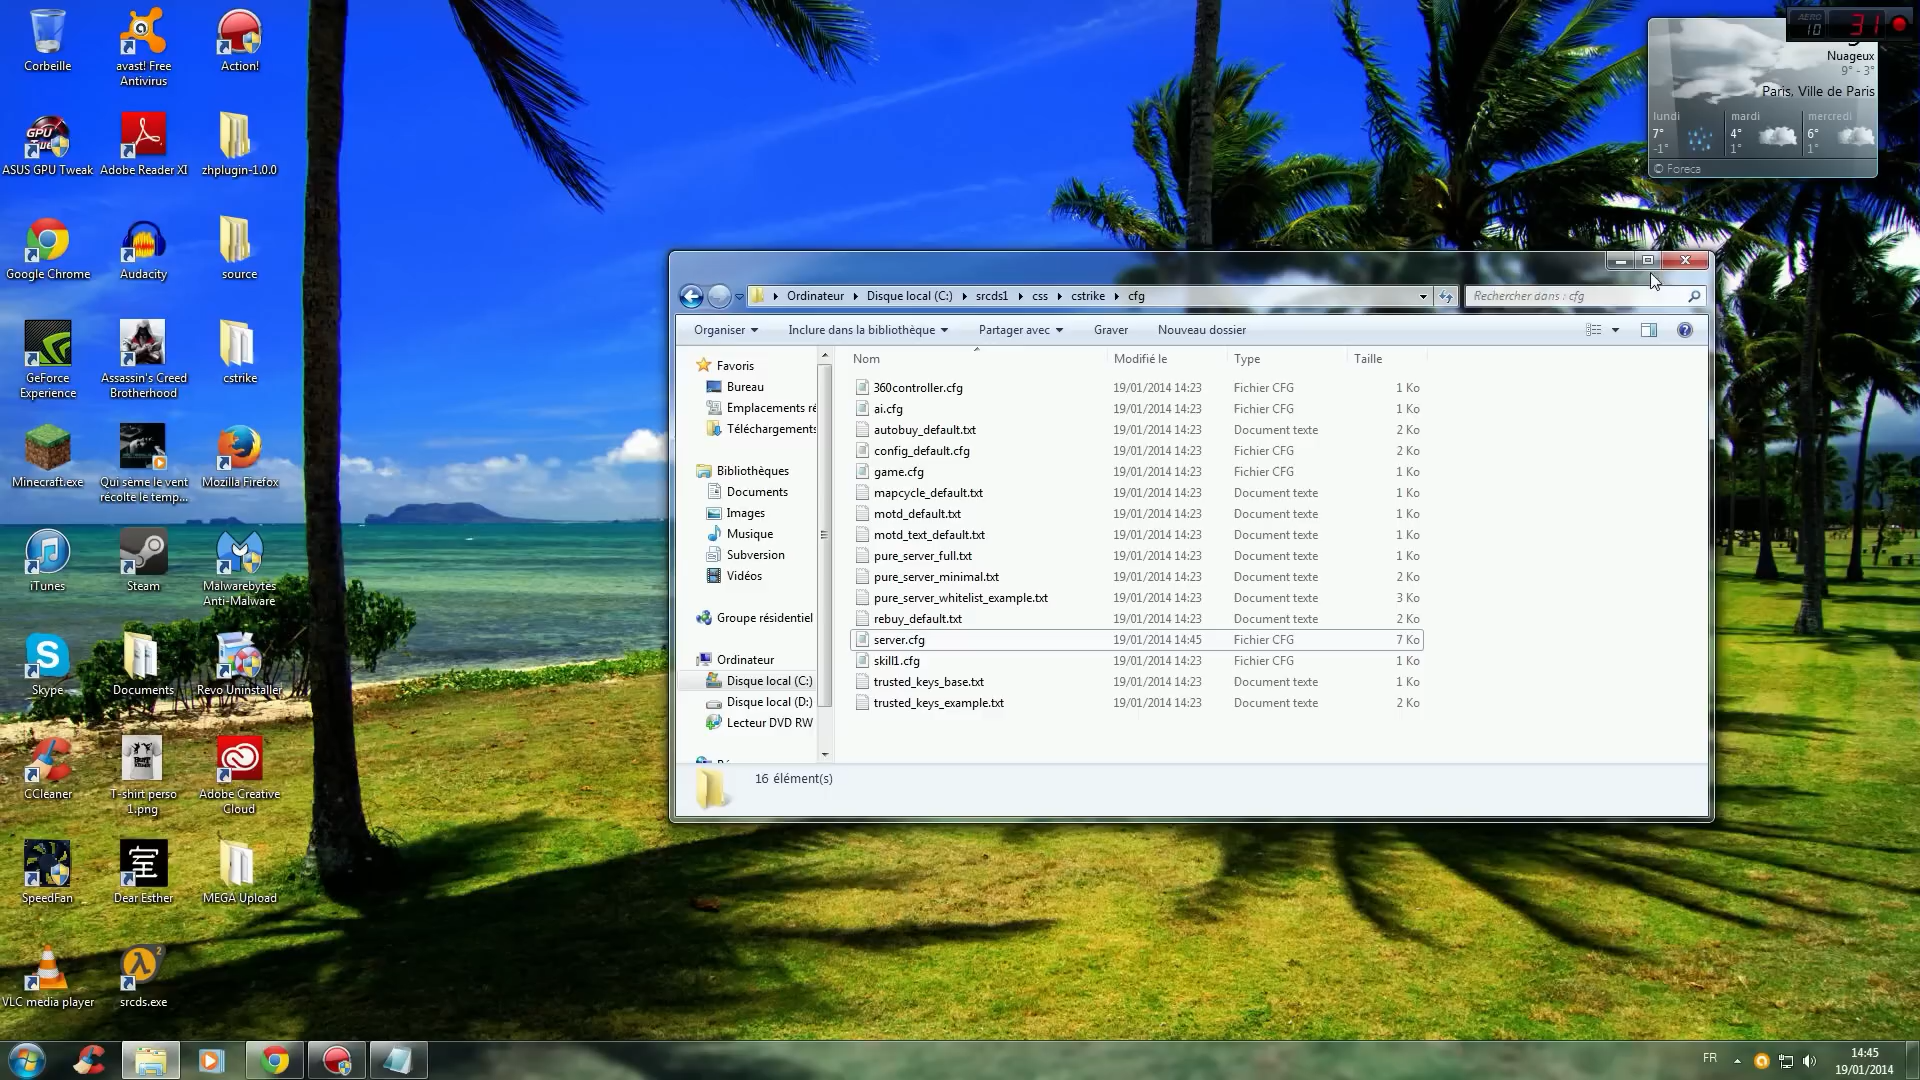 Corbeille
avast! Free
Antivirus
Action!
ASUS GPU Tweak
Adobe Reader XI
zhplugin-1.0.0
Google Chrome
Audacity
source
GeForce
Experience
Assassin's Creed
Brotherhood
cstrike
Minecraft.exe
Qui sème le vent
récolte le temp...
Mozilla Firefox
iTunes
Steam
Malwarebytes
Anti-Malware
Skype
Documents
Revo Uninstaller
CCleaner
T-shirt perso
1.png
Adobe Creative
Cloud
SpeedFan
Dear Esther
MEGA Upload
VLC media player
srcds.exe
AERO
10
31
Nuageux
9° - 3°
Paris, Ville de Paris
lundi mardi mercredi
7° 4° 6°
-1° 1° 1°
© Foreca
Ordinateur Disque local (C:) srcds1 css cstrike cfg
Rechercher dans : cfg
Organiser Inclure dans la bibliothèque Partager avec Graver Nouveau dossier
Favoris
Bureau
Emplacements ré
Téléchargements
Bibliothèques
Documents
Images
Musique
Subversion
Vidéos
Groupe résidentiel
Ordinateur
Disque local (C:)
Disque local (D:)
Lecteur DVD RW
Nom Modifié le Type Taille
360controller.cfg 19/01/2014 14:23 Fichier CFG 1 Ko
ai.cfg 19/01/2014 14:23 Fichier CFG 1 Ko
autobuy_default.txt 19/01/2014 14:23 Document texte 2 Ko
config_default.cfg 19/01/2014 14:23 Fichier CFG 2 Ko
game.cfg 19/01/2014 14:23 Fichier CFG 1 Ko
mapcycle_default.txt 19/01/2014 14:23 Document texte 1 Ko
motd_default.txt 19/01/2014 14:23 Document texte 1 Ko
motd_text_default.txt 19/01/2014 14:23 Document texte 1 Ko
pure_server_full.txt 19/01/2014 14:23 Document texte 1 Ko
pure_server_minimal.txt 19/01/2014 14:23 Document texte 2 Ko
pure_server_whitelist_example.txt 19/01/2014 14:23 Document texte 3 Ko
rebuy_default.txt 19/01/2014 14:23 Document texte 2 Ko
server.cfg 19/01/2014 14:45 Fichier CFG 7 Ko
skill1.cfg 19/01/2014 14:23 Fichier CFG 1 Ko
trusted_keys_base.txt 19/01/2014 14:23 Document texte 1 Ko
trusted_keys_example.txt 19/01/2014 14:23 Document texte 2 Ko
16 élément(s)
FR
14:45
19/01/2014